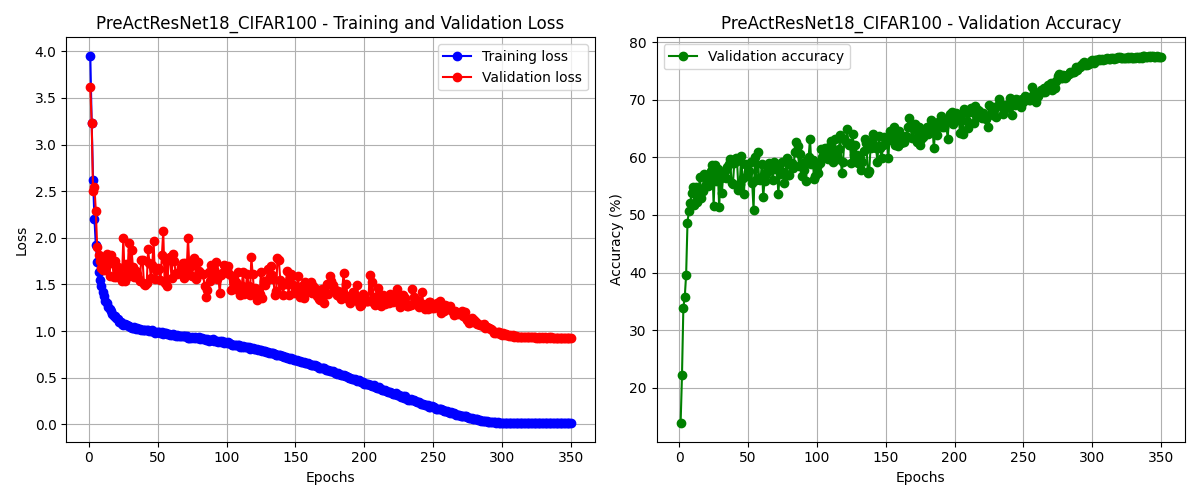 PreActResNet18_CIFAR100 - Training and Validation Loss
4.0
3.5
3.0
2.5
2.0
1.5
1.0
0.5
0.0
Loss
Training loss
Validation loss
0 50 100 150 200 250 300 350
Epochs
PreActResNet18_CIFAR100 - Validation Accuracy
80
70
60
50
40
30
20
Accuracy (%)
Validation accuracy
0 50 100 150 200 250 300 350
Epochs